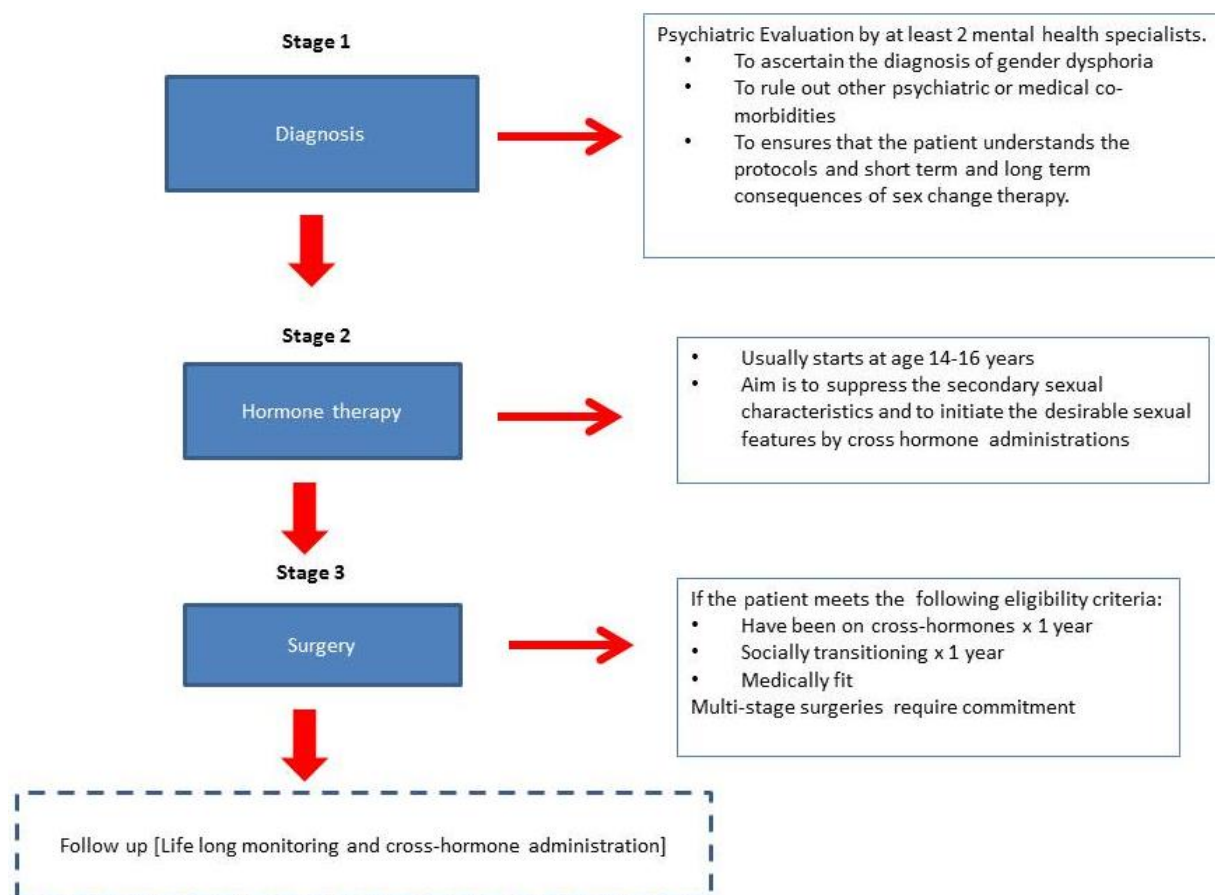 Stage 1
Diagnosis
Psychiatric Evaluation by at least 2 mental health specialists.
• To ascertain the diagnosis of gender dysphoria
• To rule out other psychiatric or medical co-
morbidities
• To ensures that the patient understands the
protocols and short term and long term
consequences of sex change therapy.
Stage 2
Hormone therapy
• Usually starts at age 14-16 years
• Aim is to suppress the secondary sexual
characteristics and to initiate the desirable sexual
features by cross hormone administrations
Stage 3
Surgery
If the patient meets the following eligibility criteria:
• Have been on cross-hormones x 1 year
• Socially transitioning x 1 year
• Medically fit
Multi-stage surgeries require commitment
Follow up [Life long monitoring and cross-hormone administration]